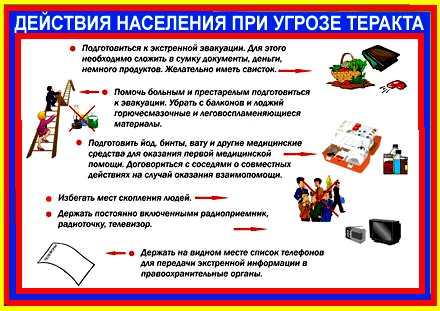 ДЕЙСТВИЯ НАСЕЛЕНИЯ ПРИ УГРОЗЕ ТЕРАКТА
Подготовиться к экстренной эвакуации. Для этого
необходимо сложить в сумку документы, деньги,
немного продуктов. Желательно иметь свисток.
Помочь больным и престарелым подготовиться
к эвакуации. Убрать с балконов и лоджий
горючесмазочные и легковоспламеняющиеся
материалы.
Подготовить йод, бинты, вату и другие медицинские
средства для оказания первой медицинской
помощи. Договориться с соседями о совместных
действиях на случай оказания взаимопомощи.
Избегать мест скопления людей.
Держать постоянно включенными радиоприемник,
радиоточку, телевизор.
Держать на видном месте список телефонов
для передачи экстренной информации в
правоохранительные органы.